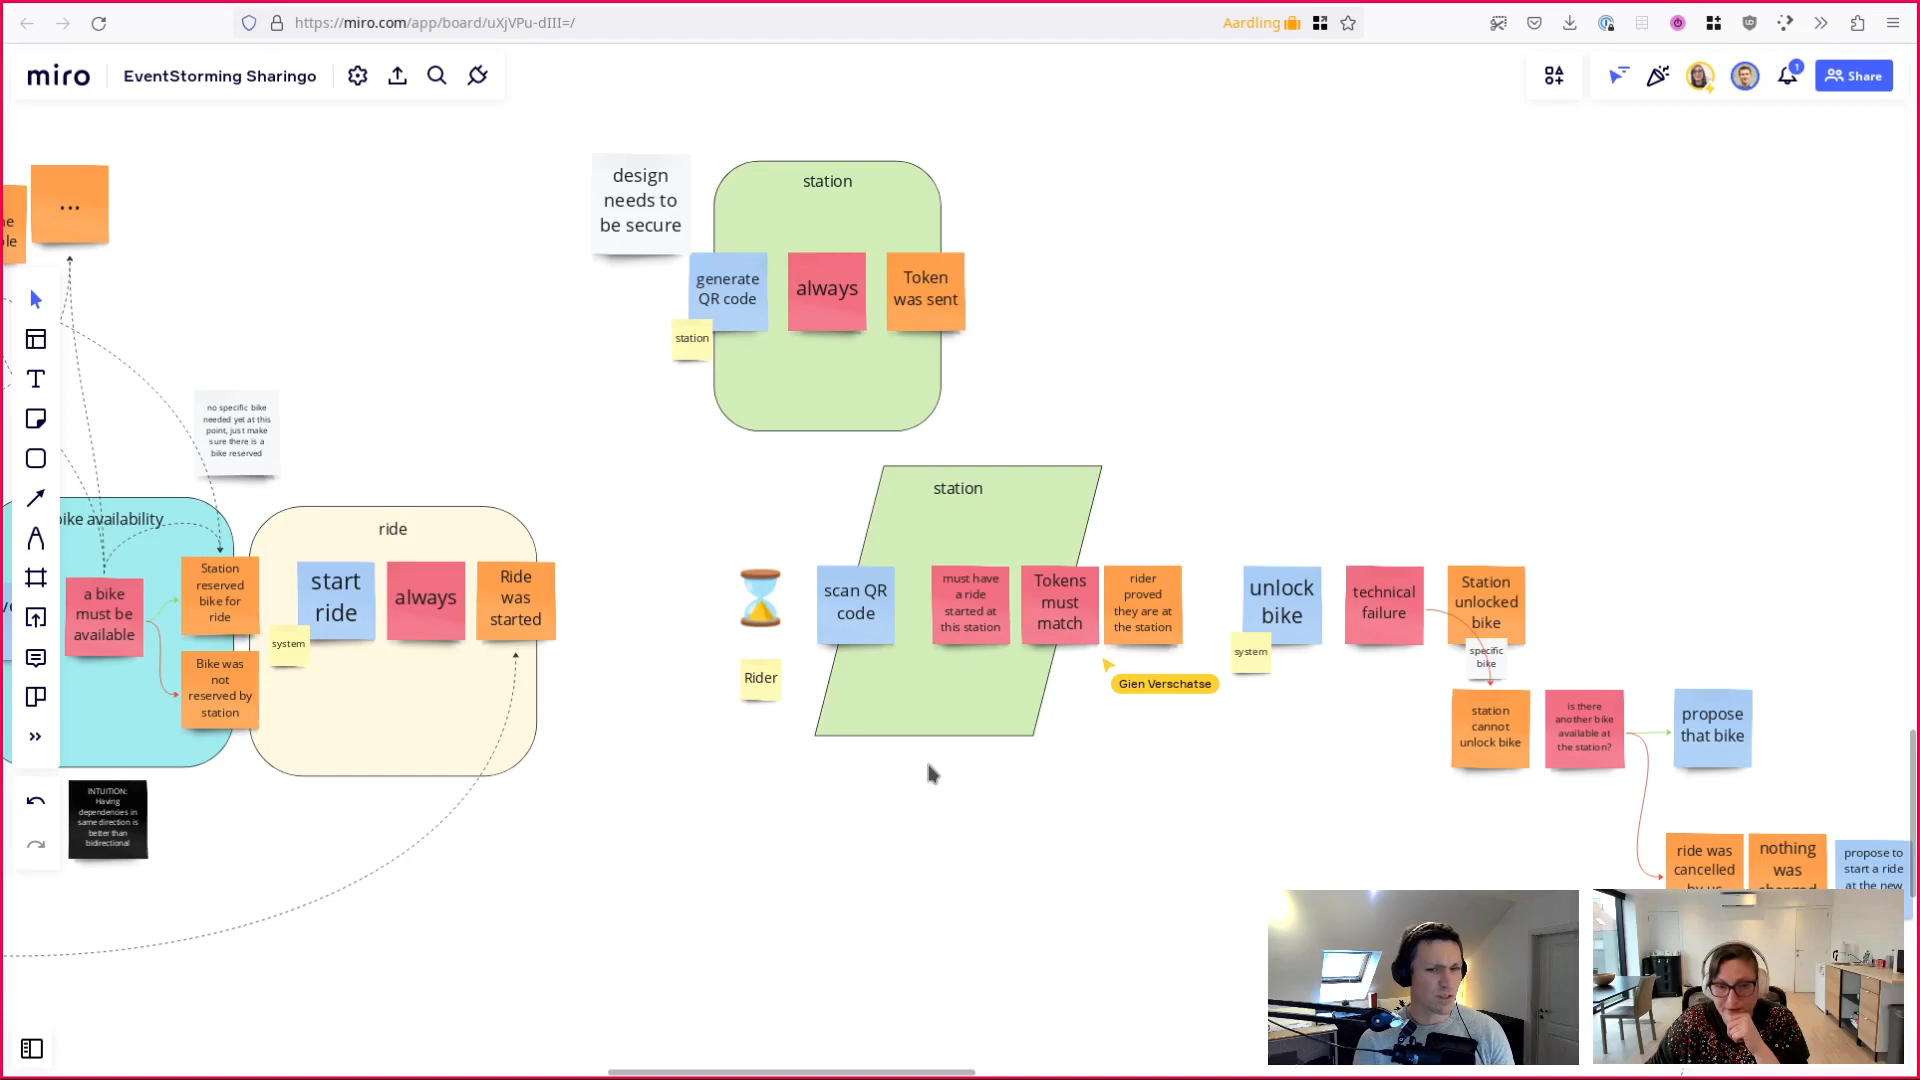 https://miro.com/app/board/uXjVPu-dIII=/
Aardling
miro
EventStorming Sharingo
1
Share
...
design
needs to
be secure
station
generate
QR code
always
Token
was sent
station
no specific bike
needed yet at this
point, just make
sure there is a
bike reserved
bike availability
a bike
must be
available
Station
reserved
bike for
ride
Bike was
not
reserved by
station
ride
start
ride
system
always
Ride
was
started
INTUITION:
Having
dependencies in
same direction is
better than
bidirectional
Rider
station
scan QR
code
must have
a ride
started at
this station
Tokens
must
match
rider
proved
they are at
the station
Gien Verschatse
unlock
bike
system
technical
failure
Station
unlocked
bike
specific
bike
station
cannot
unlock bike
is there
another bike
available at
the station?
propose
that bike
ride was
cancelled
by us
nothing
was
charged
propose to
start a ride
at the new